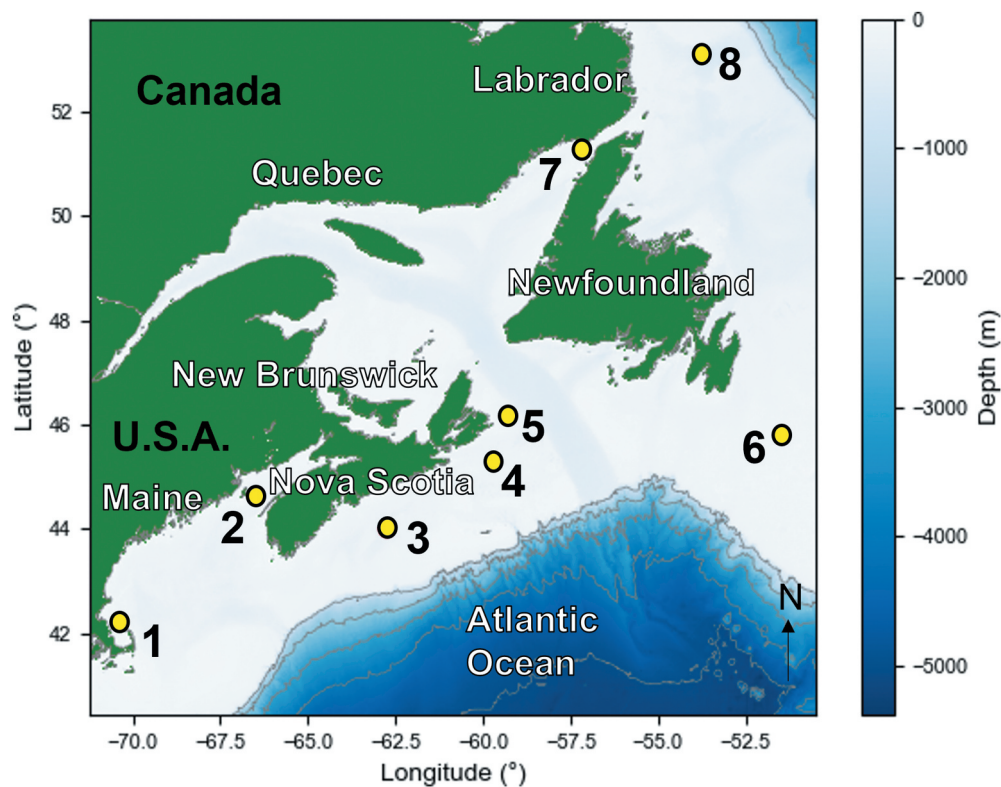 Canada
Labrador
8
7
Quebec
Newfoundland
New Brunswick
5
U.S.A.
6
Nova Scotia
4
Maine
2
3
N
1
Atlantic
Ocean
52
50
48
46
44
42
Latitude (°)
−70.0
−67.5
−65.0
−62.5
−60.0
−57.5
−55.0
−52.5
Longitude (°)
0
−1000
−2000
−3000
−4000
−5000
Depth (m)